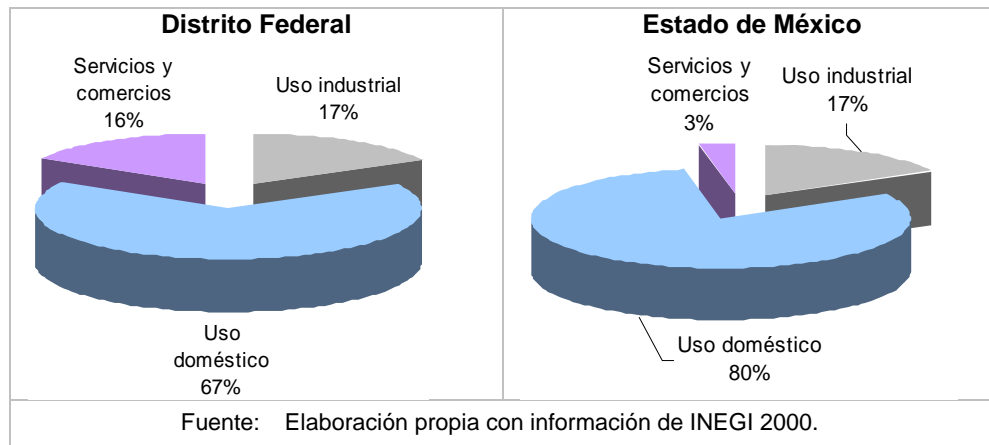 Distrito Federal
Servicios y
comercios
16%
Uso industrial
17%
Uso
doméstico
67%
Estado de México
Servicios y
comercios
3%
Uso industrial
17%
Uso doméstico
80%
Fuente: Elaboración propia con información de INEGI 2000.